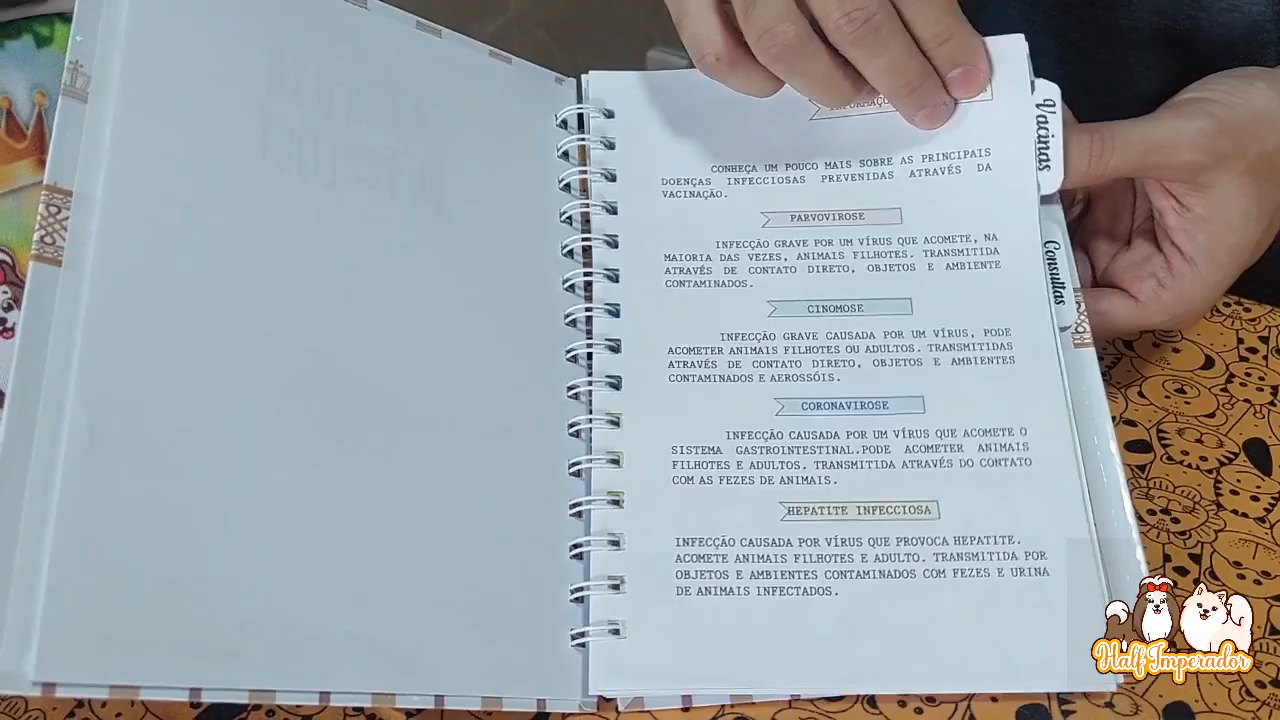 CONHEÇA UM POUCO MAIS SOBRE AS PRINCIPAIS
DOENÇAS INFECCIOSAS PREVENIDAS ATRAVÉS DA
VACINAÇÃO.
PARVOVIROSE
INFECÇÃO GRAVE POR UM VÍRUS QUE ACOMETE, NA
MAIORIA DAS VEZES, ANIMAIS FILHOTES. TRANSMITIDA
ATRAVÉS DE CONTATO DIRETO, OBJETOS E AMBIENTE
CONTAMINADOS.
CINOMOSE
INFECÇÃO GRAVE CAUSADA POR UM VÍRUS, PODE
ACOMETER ANIMAIS FILHOTES OU ADULTOS. TRANSMITIDAS
ATRAVÉS DE CONTATO DIRETO, OBJETOS E AMBIENTES
CONTAMINADOS E AEROSSÓIS.
CORONAVIROSE
INFECÇÃO CAUSADA POR UM VÍRUS QUE ACOMETE O
SISTEMA GASTROINTESTINAL.PODE ACOMETER ANIMAIS
FILHOTES E ADULTOS. TRANSMITIDA ATRAVÉS DO CONTATO
COM AS FEZES DE ANIMAIS.
HEPATITE INFECCIOSA
INFECÇÃO CAUSADA POR VÍRUS QUE PROVOCA HEPATITE.
ACOMETE ANIMAIS FILHOTES E ADULTO. TRANSMITIDA POR
OBJETOS E AMBIENTES CONTAMINADOS COM FEZES E URINA
DE ANIMAIS INFECTADOS.
Vacinas
Consultas
Half Imperador